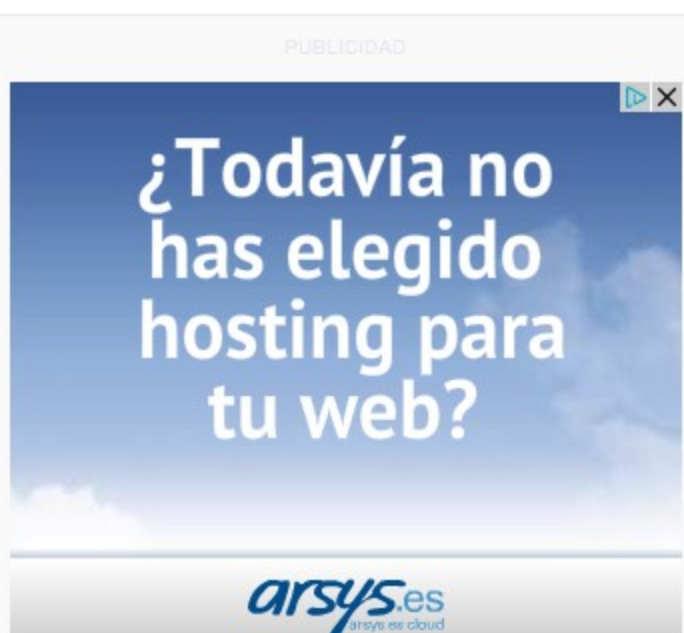 PUBLICIDAD
¿Todavía no
has elegido
hosting para
tu web?
arsys.es
arsys es cloud